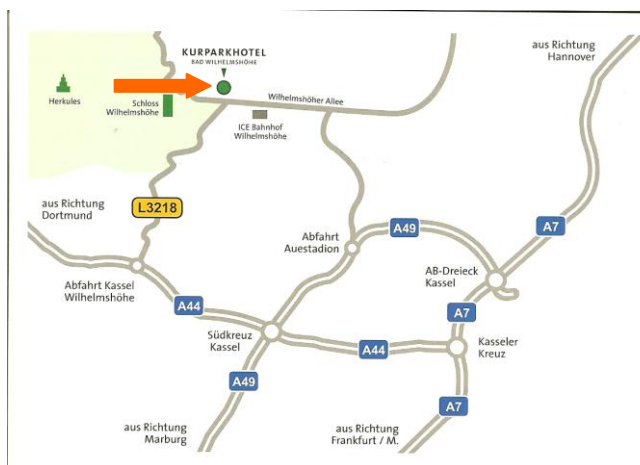 KURPARKHOTEL
BAD WILHELMSHÖHE
aus Richtung
Hannover
Herkules
Schloss
Wilhelmshöhe
Wilhelmshöher Allee
ICE Bahnhof
Wilhelmshöhe
L3218
aus Richtung
Dortmund
Abfahrt
Auestadion
A49
A7
AB-Dreieck
Kassel
Abfahrt Kassel
Wilhelmshöhe
A44
A7
Südkreuz
Kassel
A44
Kasseler
Kreuz
A49
A7
aus Richtung
Marburg
aus Richtung
Frankfurt / M.